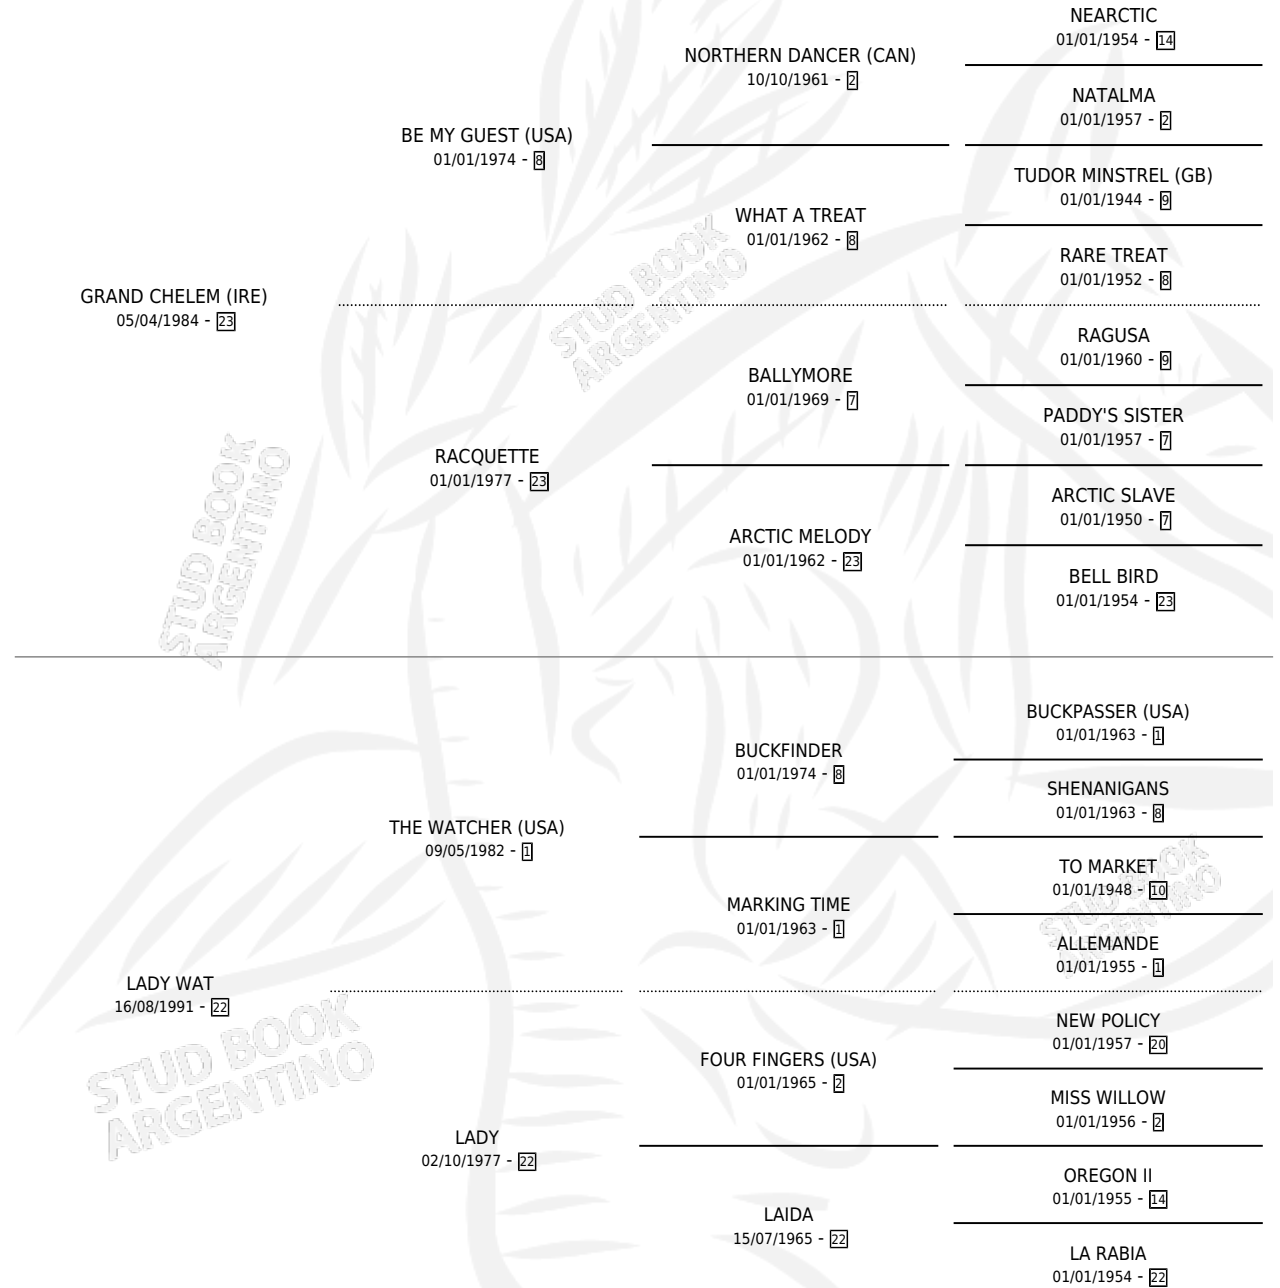 NEARCTIC
01/01/1954 - 14
NORTHERN DANCER (CAN)
10/10/1961 - 2
NATALMA
01/01/1957 - 2
BE MY GUEST (USA)
01/01/1974 - 8
TUDOR MINSTREL (GB)
01/01/1944 - 9
WHAT A TREAT
01/01/1962 - 8
RARE TREAT
01/01/1952 - 8
GRAND CHELEM (IRE)
05/04/1984 - 23
STUD BOOK
ARGENTINO
RAGUSA
01/01/1960 - 9
BALLYMORE
01/01/1969 - 7
PADDY'S SISTER
01/01/1957 - 7
RACQUETTE
01/01/1977 - 23
ARCTIC SLAVE
01/01/1950 - 7
ARCTIC MELODY
01/01/1962 - 23
BELL BIRD
01/01/1954 - 23
STUD BOOK
ARGENTINO
BUCKPASSER (USA)
01/01/1963 - 1
BUCKFINDER
01/01/1974 - 8
SHENANIGANS
01/01/1963 - 8
THE WATCHER (USA)
09/05/1982 - 1
TO MARKET
01/01/1948 - 10
MARKING TIME
01/01/1963 - 1
STUD BOOK
ARGENTINO
ALLEMANDE
01/01/1955 - 1
LADY WAT
16/08/1991 - 22
NEW POLICY
01/01/1957 - 20
FOUR FINGERS (USA)
01/01/1965 - 2
STUD BOOK
ARGENTINO
MISS WILLOW
01/01/1956 - 2
LADY
02/10/1977 - 22
OREGON II
01/01/1955 - 14
LAIDA
15/07/1965 - 22
LA RABIA
01/01/1954 - 22